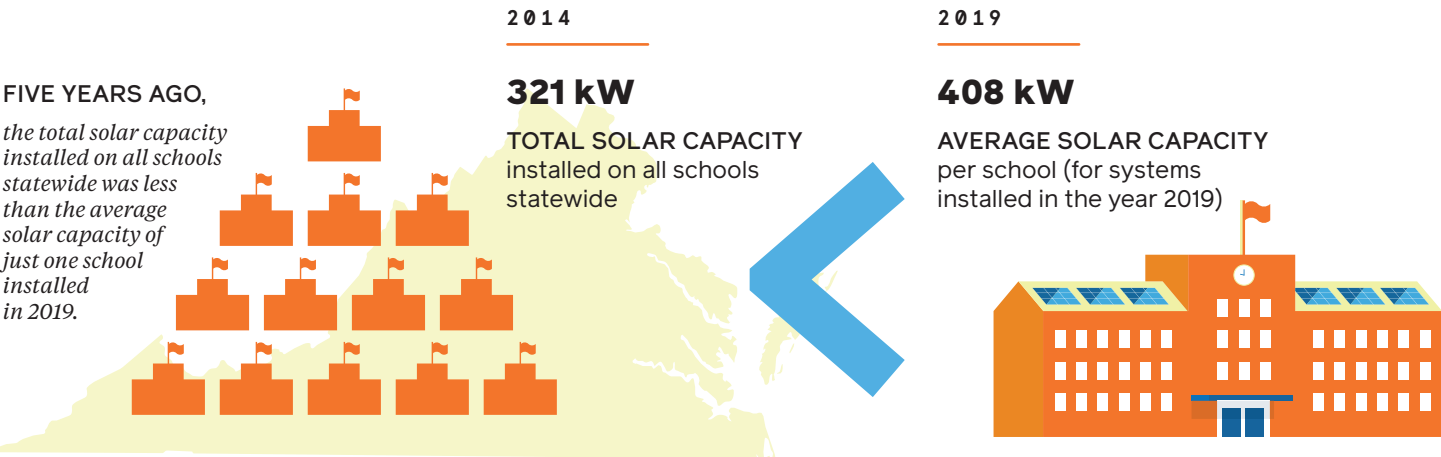 FIVE YEARS AGO,
the total solar capacity
installed on all schools
statewide was less
than the average
solar capacity of
just one school
installed
in 2019.
2014
321 kW
TOTAL SOLAR CAPACITY
installed on all schools
statewide
2019
408 kW
AVERAGE SOLAR CAPACITY
per school (for systems
installed in the year 2019)